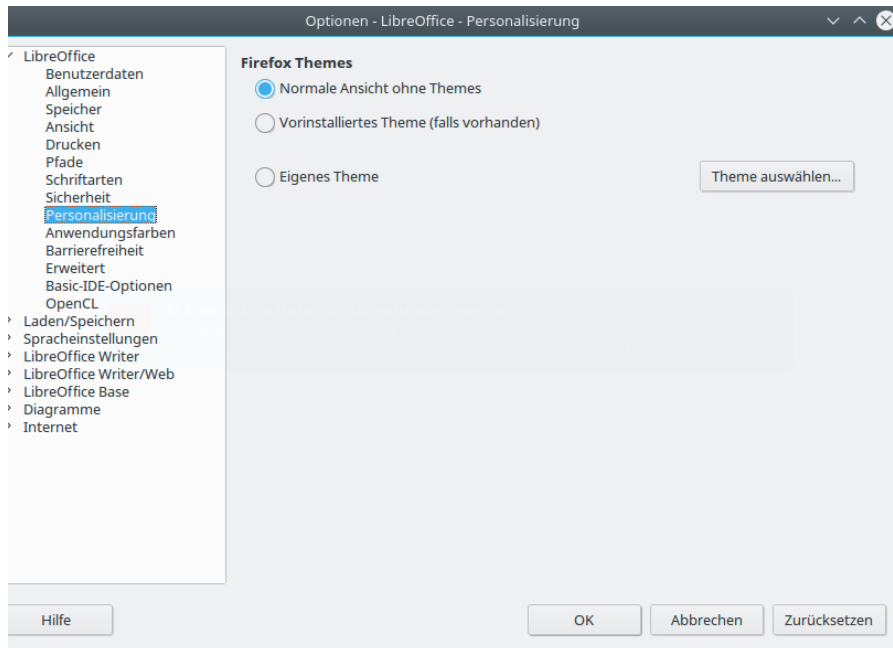 Optionen - LibreOffice - Personalisierung
LibreOffice
Benutzerdaten
Allgemein
Speicher
Ansicht
Drucken
Pfade
Schriftarten
Sicherheit
Personalisierung
Anwendungsfarben
Barrierefreiheit
Erweitert
Basic-IDE-Optionen
OpenCL
Laden/Speichern
Spracheinstellungen
LibreOffice Writer
LibreOffice Writer/Web
LibreOffice Base
Diagramme
Internet
Firefox Themes
Normale Ansicht ohne Themes
Vorinstalliertes Theme (falls vorhanden)
Eigenes Theme
Theme auswählen...
Hilfe
OK
Abbrechen
Zurücksetzen